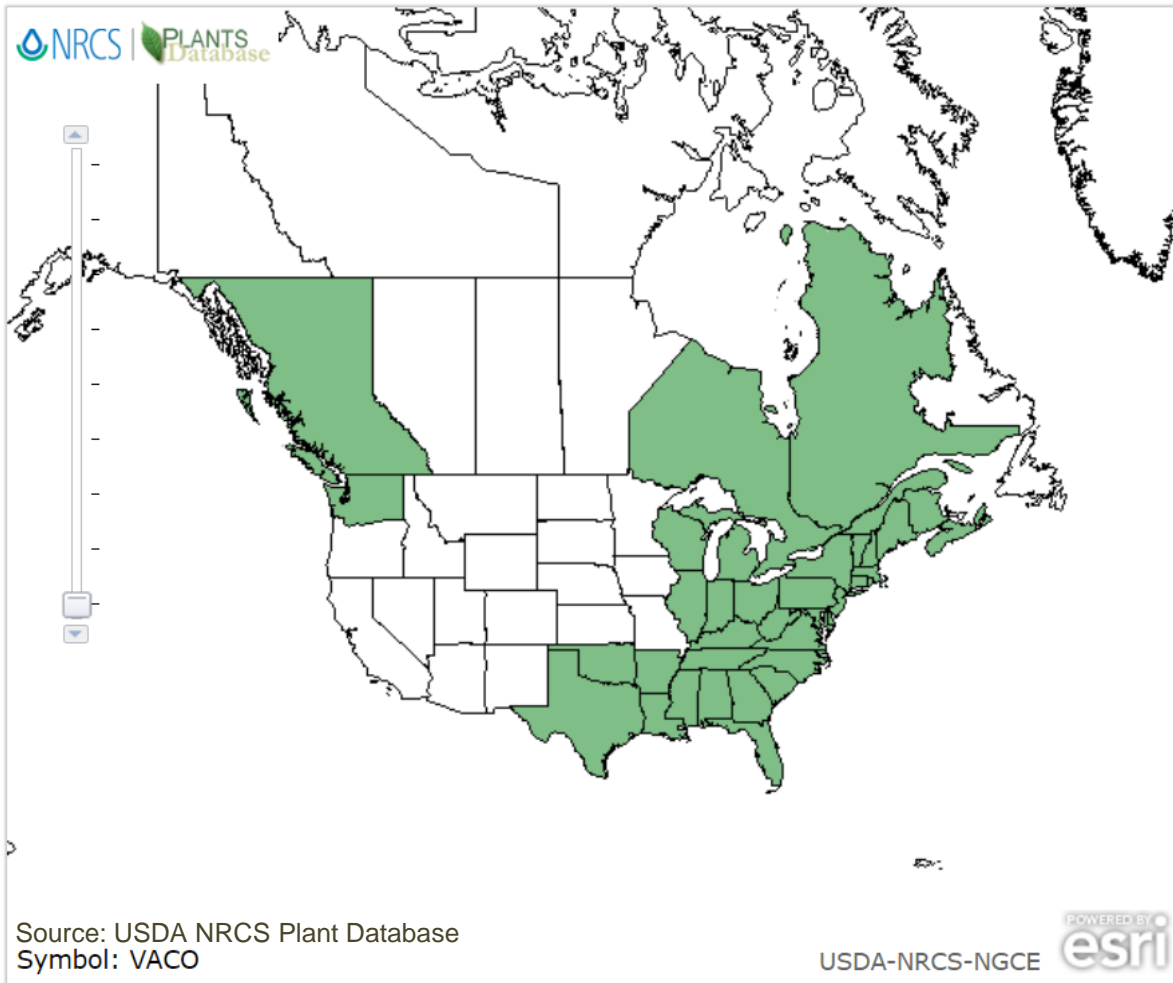 NRCS | PLANTS
Database
Source: USDA NRCS Plant Database
Symbol: VACO
USDA-NRCS-NGCE
POWERED BY
esri